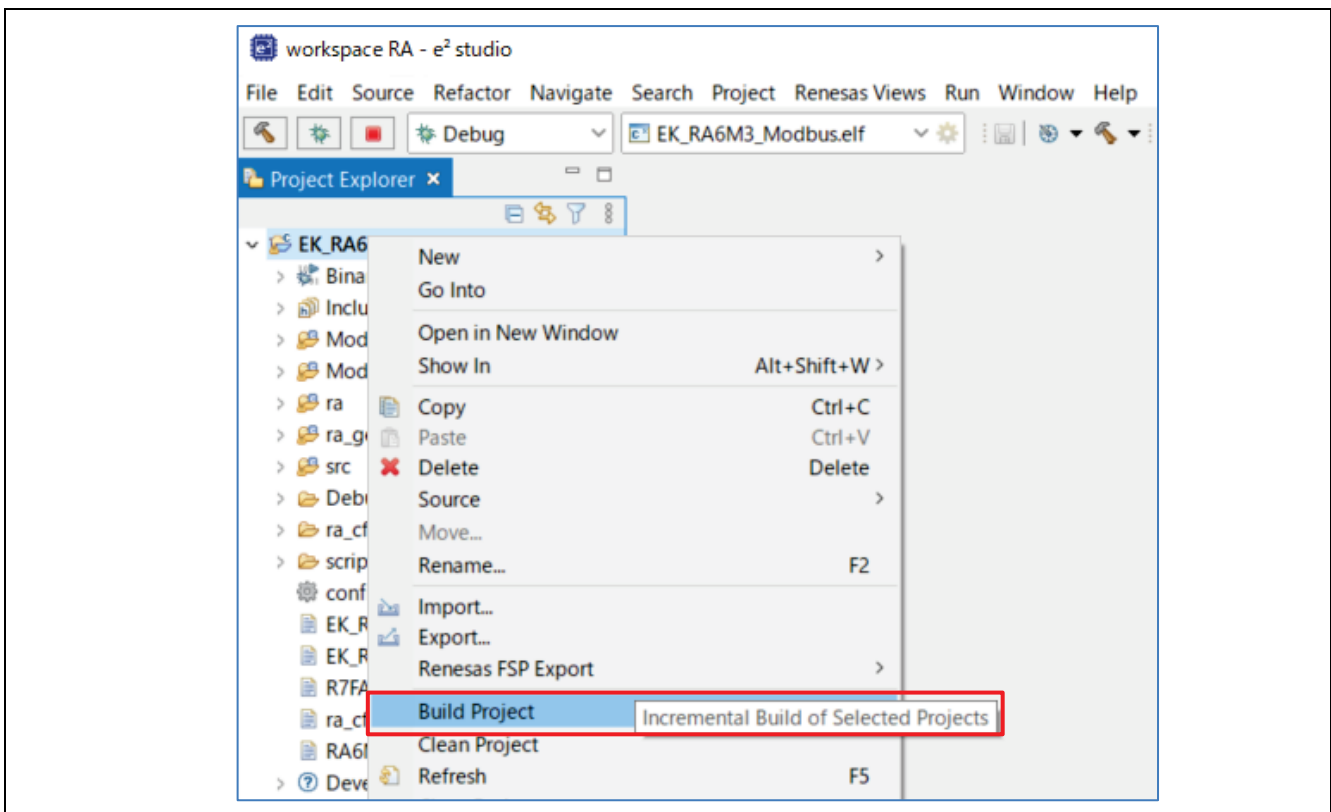 workspace RA - e² studio
File Edit Source Refactor Navigate Search Project Renesas Views Run Window Help
Debug EK_RA6M3_Modbus.elf
Project Explorer
EK_RA6
Bina
Inclu
Mod
Mod
ra
ra_g
src
Deb
ra_cf
scrip
conf
EK_R
EK_R
R7FA
ra_cf
RA6
Deve
New
Go Into
Open in New Window
Show In Alt+Shift+W
Copy Ctrl+C
Paste Ctrl+V
Delete Delete
Source
Move...
Rename... F2
Import...
Export...
Renesas FSP Export
Build Project Incremental Build of Selected Projects
Clean Project
Refresh F5